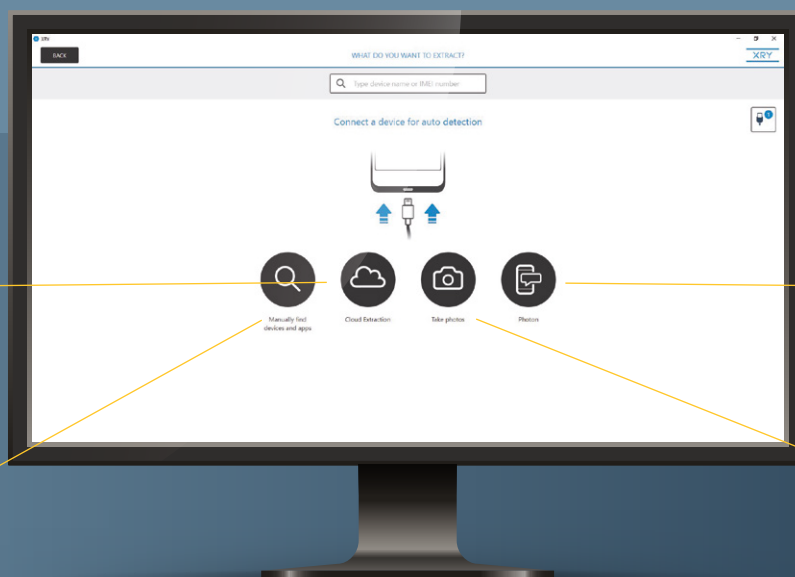 XRY
BACK
WHAT DO YOU WANT TO EXTRACT?
XRY
Type device name or IMEI number
Connect a device for auto detection
Manually find
devices and apps
Cloud Extraction
Take photos
Photon